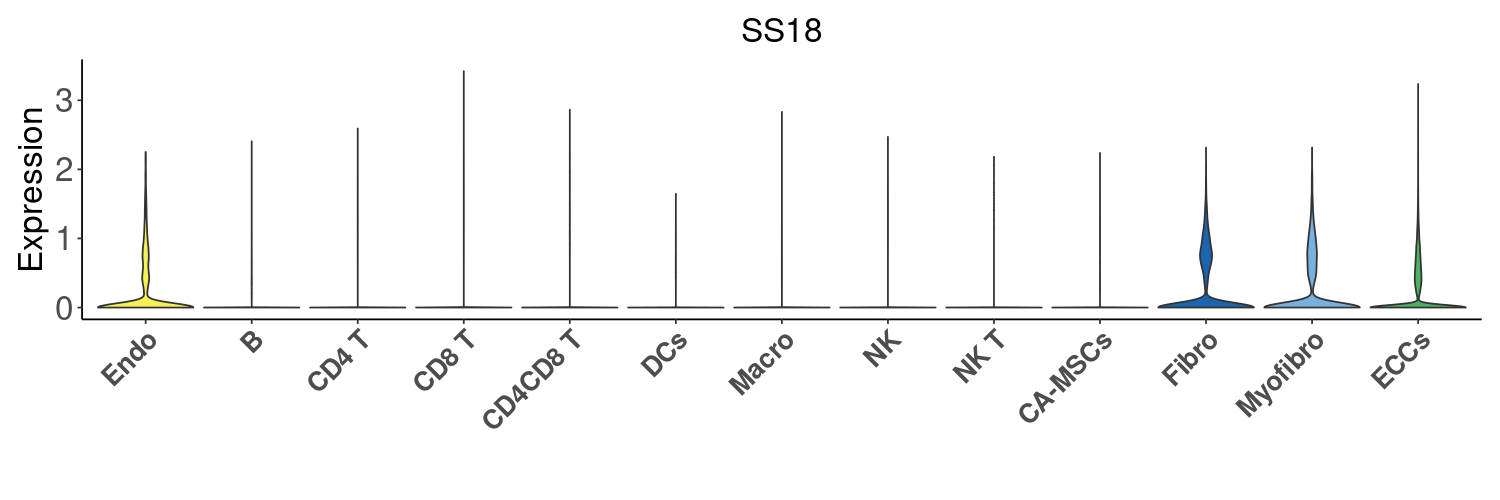 SS18
Expression
3
2
1
0
Endo
B
CD4 T
CD8 T
CD4CD8 T
DCs
Macro
NK
NK T
CA-MSCs
Fibro
Myofibro
ECCs